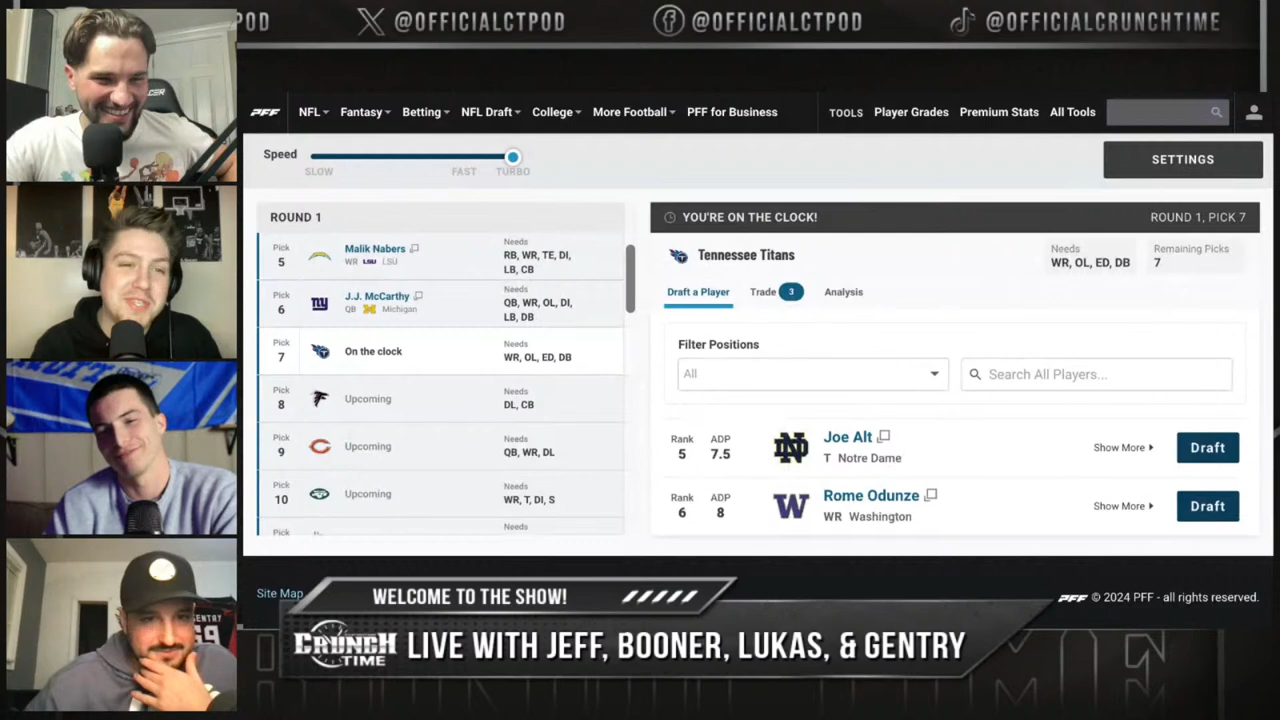 POD
@OFFICIALCTPOD
@OFFICIALCTPOD
@OFFICIALCRUNCHTIME
PFF
NFL
Fantasy
Betting
NFL Draft
College
More Football
PFF for Business
TOOLS
Player Grades
Premium Stats
All Tools
Speed
SLOW
FAST
TURBO
SETTINGS
ROUND 1
Pick
5
Malik Nabers
WR LSU LSU
Needs
RB, WR, TE, DI,
LB, CB
Pick
6
ny
J.J. McCarthy
QB M Michigan
Needs
QB, WR, OL, DI,
LB, DB
Pick
7
On the clock
Needs
WR, OL, ED, DB
Pick
8
Upcoming
Needs
DL, CB
Pick
9
Upcoming
Needs
QB, WR, DL
Pick
10
Upcoming
Needs
WR, T, DI, S
Pick
Needs
YOU'RE ON THE CLOCK!
ROUND 1, PICK 7
Tennessee Titans
Needs
WR, OL, ED, DB
Remaining Picks
7
Draft a Player
Trade 3
Analysis
Filter Positions
All
Search All Players...
Rank
5
ADP
7.5
ND
Joe Alt
T Notre Dame
Show More
Draft
Rank
6
ADP
8
W
Rome Odunze
WR Washington
Show More
Draft
Site Map
PFF © 2024 PFF - all rights reserved.
WELCOME TO THE SHOW!
CRUNCH
TIME
LIVE WITH JEFF, BOONER, LUKAS, & GENTRY
GENTRY